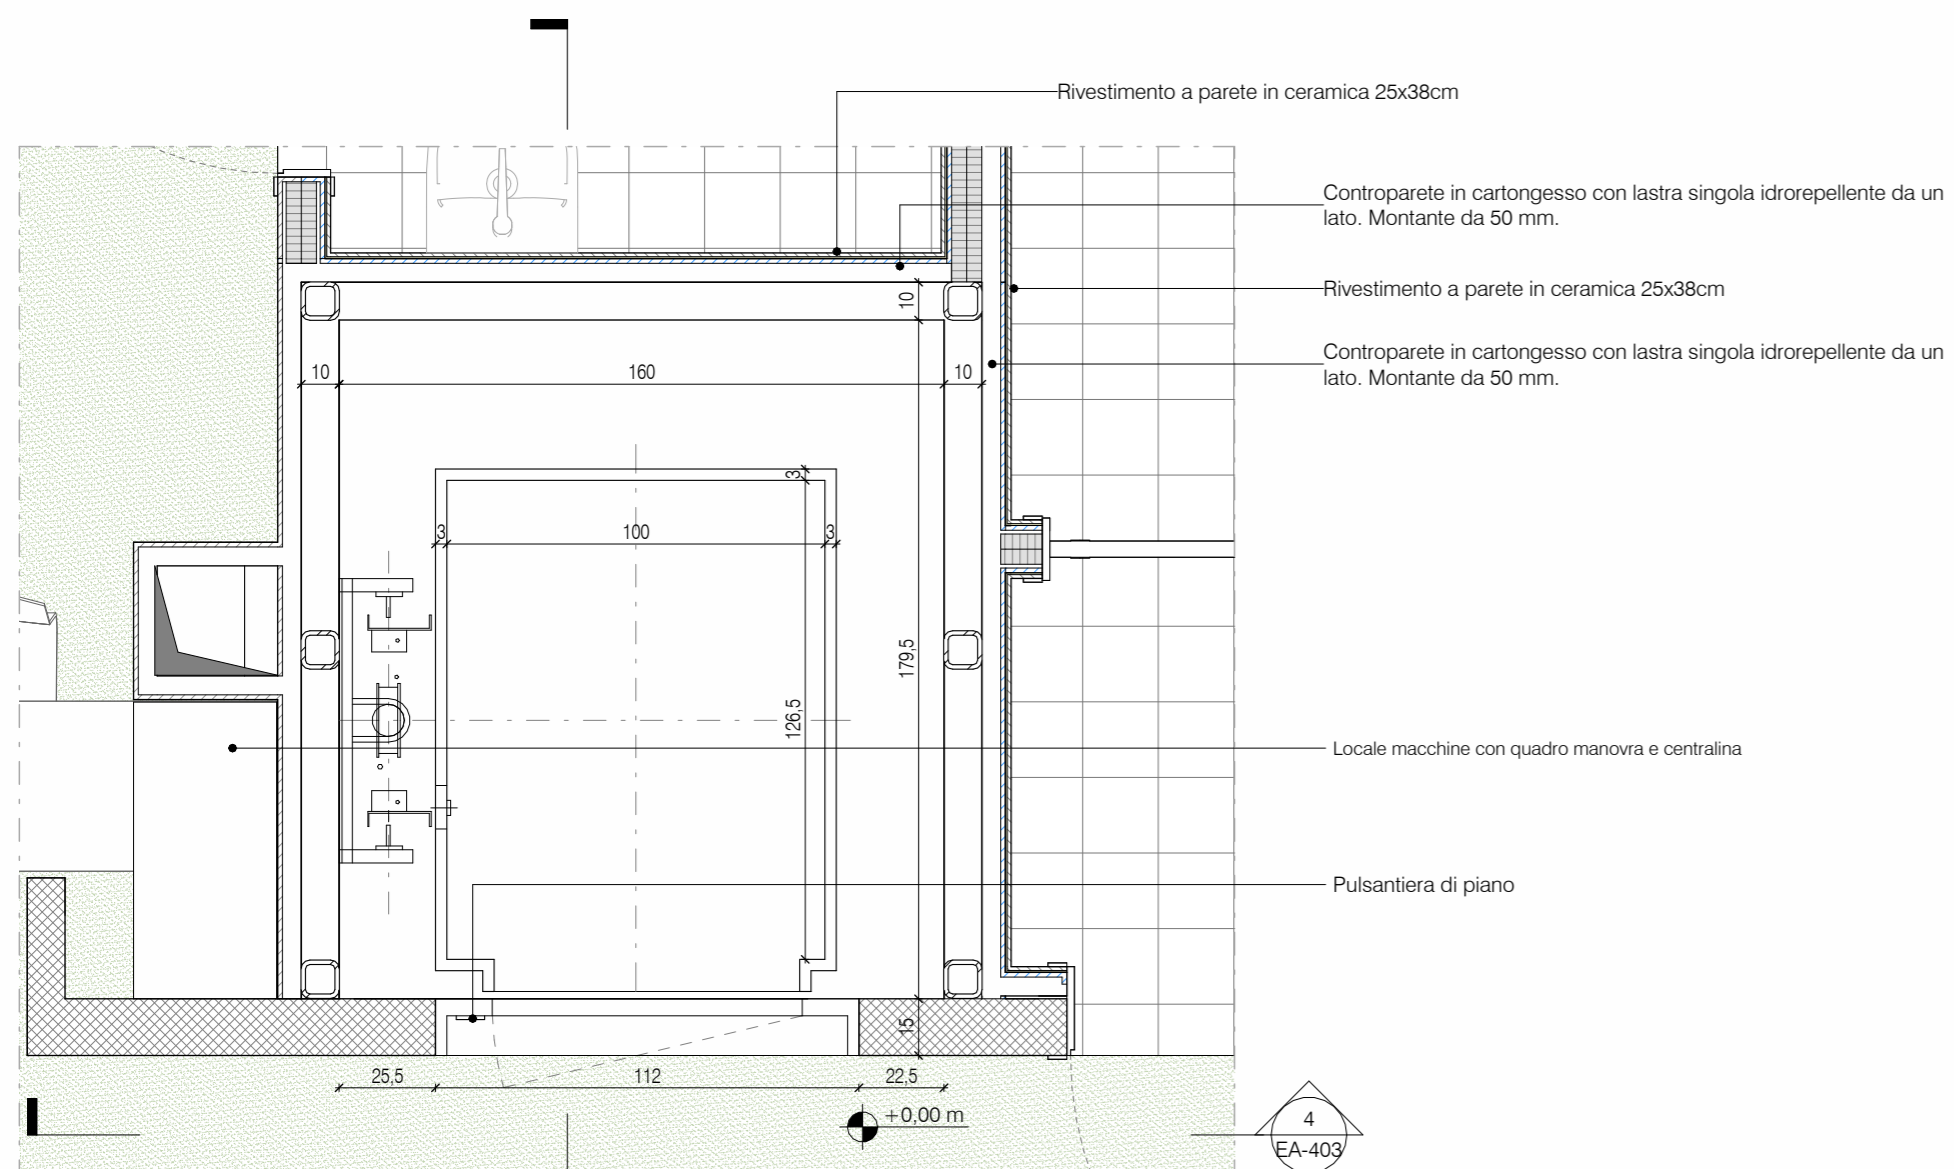 Rivestimento a parete in ceramica 25x38cm
Controparete in cartongesso con lastra singola idrorepellente da un
lato. Montante da 50 mm.
Rivestimento a parete in ceramica 25x38cm
10
Controparete in cartongesso con lastra singola idrorepellente da un
lato. Montante da 50 mm.
10
160
10
3
3
100
3
179,5
126,5
Locale macchine con quadro manovra e centralina
Pulsantiera di piano
15
25,5
112
22,5
+0,00 m
4
EA-403